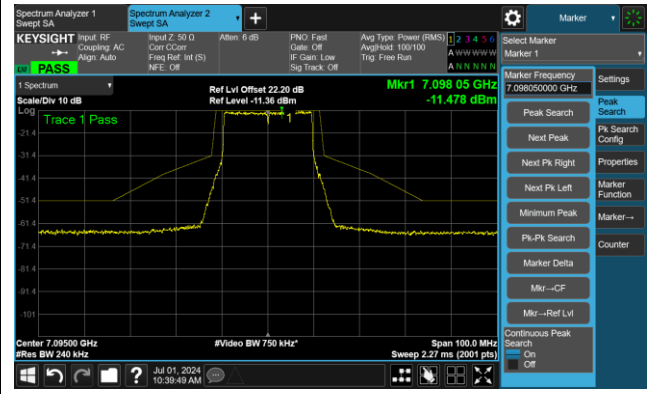 Spectrum Analyzer 1
Swept SA
Spectrum Analyzer 2
Swept SA
+
Marker
KEYSIGHT
Input: RF
Coupling: AC
Align: Auto
Input Z: 50 Ω
Corr CCorr
Freq Ref: Int (S)
NFE: Off
Atten: 6 dB
PNO: Fast
Gate: Off
IF Gain: Low
Sig Track: Off
Avg Type: Power (RMS)
Avg|Hold: 100/100
Trig: Free Run
1 2 3 4 5 6
A W W W W W
A N N N N N
LXI
PASS
Select Marker
Marker 1
1 Spectrum
Scale/Div 10 dB
Ref Lvl Offset 22.20 dB
Ref Level -11.36 dBm
Mkr1 7.098 05 GHz
-11.478 dBm
Log
Trace 1 Pass
1
-21.4
-31.4
-41.4
-51.4
-61.4
-71.4
-81.4
-91.4
-101
Center 7.09500 GHz
#Res BW 240 kHz
#Video BW 750 kHz*
Span 100.0 MHz
Sweep 2.27 ms (2001 pts)
Marker Frequency
7.098050000 GHz
Peak Search
Next Peak
Next Pk Right
Next Pk Left
Minimum Peak
Pk-Pk Search
Marker Delta
Mkr→CF
Mkr→Ref Lvl
Continuous Peak
Search
On
Off
Settings
Peak
Search
Pk Search
Config
Properties
Marker
Function
Marker→
Counter
?
Jul 01, 2024
10:39:49 AM